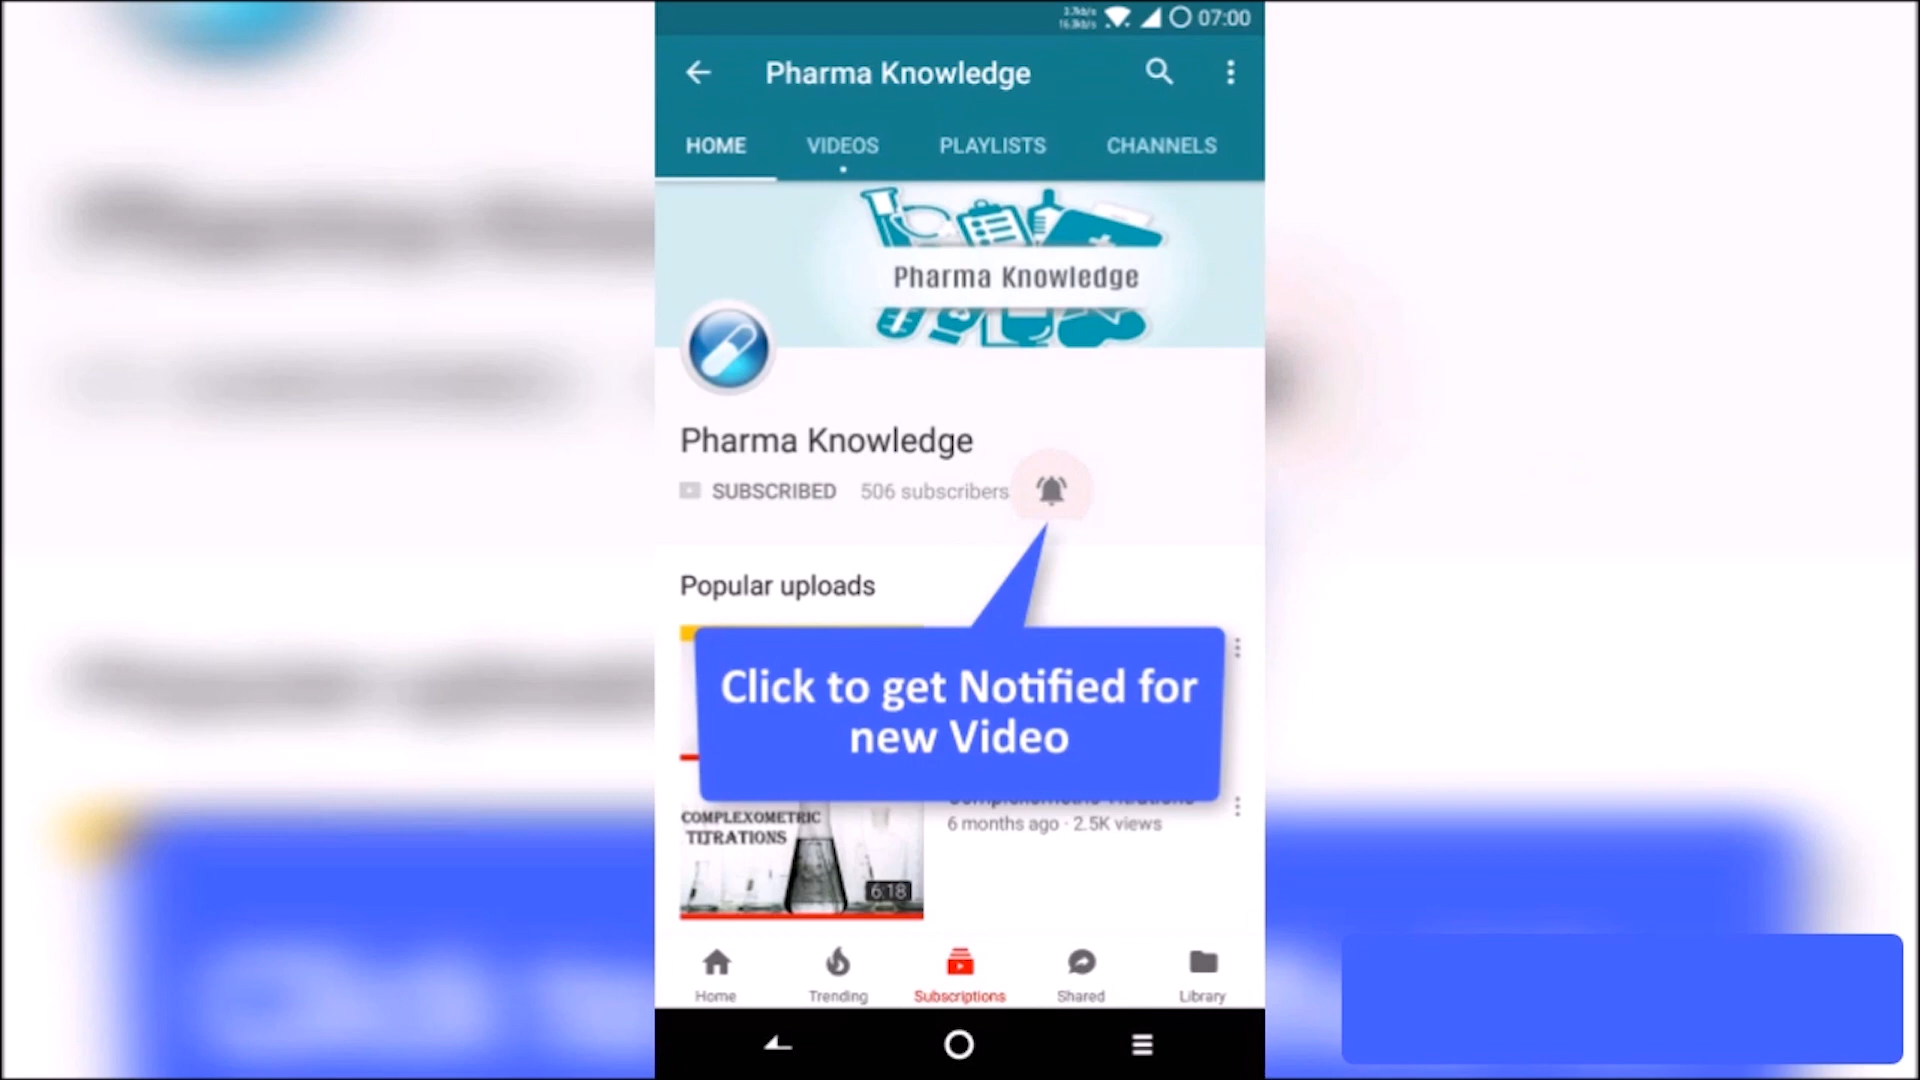 07:00
Pharma Knowledge
HOME VIDEOS PLAYLISTS CHANNELS
Pharma Knowledge
Pharma Knowledge
SUBSCRIBED 506 subscribers
Popular uploads
Click to get Notified for
new Video
COMPLEXOMETRIC
TITRATIONS
6:18
Complexometric Titrations
6 months ago · 2.5K views
Home Trending Subscriptions Shared Library